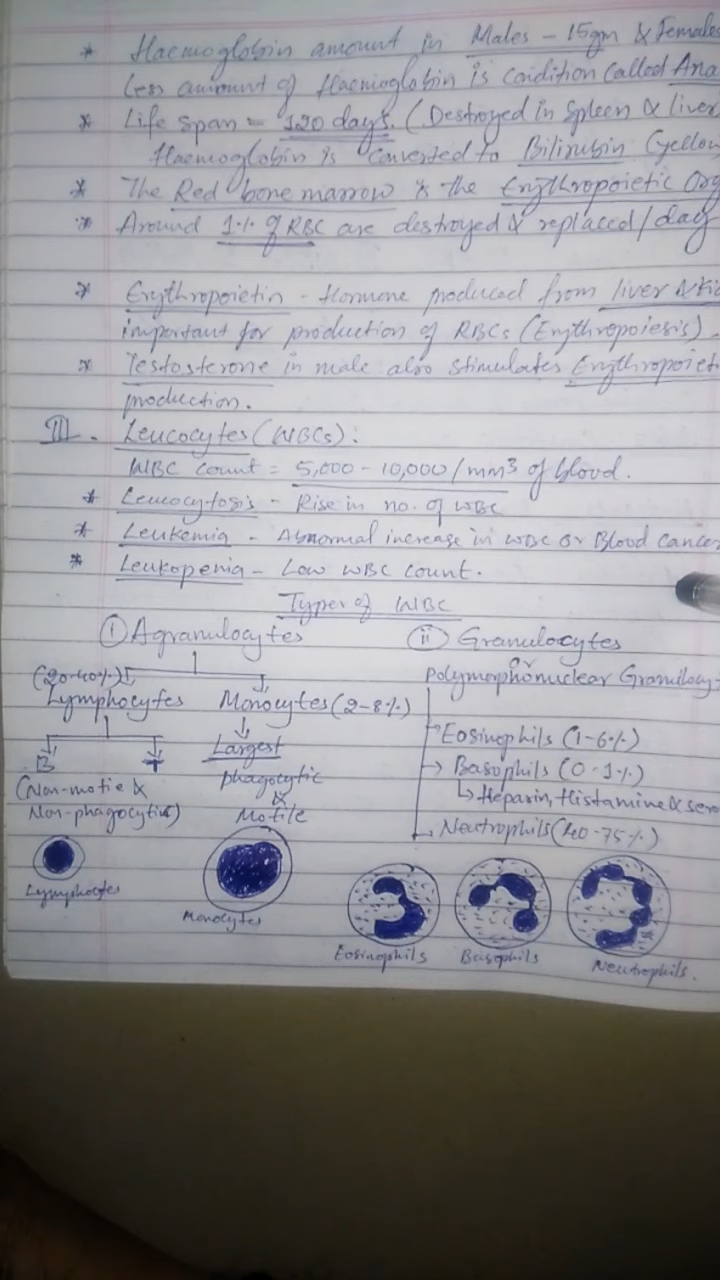 * Haemoglobin amount in Males - 15gm & Females
Less amount of Haemoglobin is condition called Ana
* Life span = 120 days. (Destroyed in Spleen & liver
Haemoglobin is converted to Bilirubin (yellow
* The Red bone marrow is the Erythropoietic Org
* Around 1% of RBC are destroyed & replaced/day
* Erythropoietin - Hormone produced from liver & Ki
important for production of RBCs (Erythropoiesis).
* Testosterone in male also stimulates Erythropoiet
production.
III. Leucocytes (WBCs):
WBC count = 5,000 - 10,000/mm³ of blood.
* Leucocytosis - Rise in no. of WBC
* Leukemia - Abnormal increase in WBC or Blood cancer
* Leukopenia - Low WBC count.
Types of WBC
(i) Agranulocytes (ii) Granulocytes
or
(20-40%) Polymorphonuclear Granulocy-
Lymphocytes Monocytes (2-8%)
Eosinophils (1-6%)
B T Largest Basophils (0-1%)
(Non-motile & phagocytic Heparin, Histamine & ser
Non-phagocytic) & Neutrophils (40-75%)
Motile
Lymphocytes
Monocytes
Eosinophils Basophils Neutrophils.